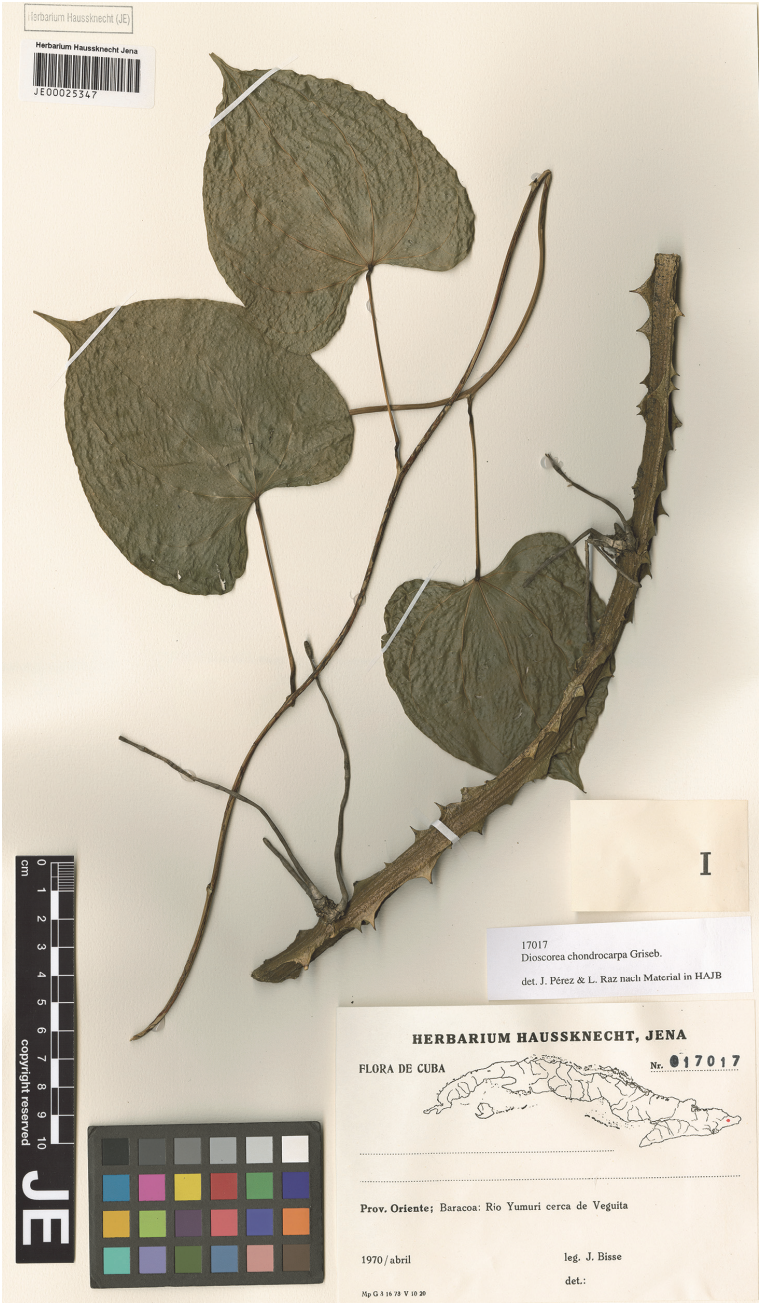 Herbarium Haussknecht (JE)
Herbarium Haussknecht Jena
JE00025347
I
17017
Dioscorea chondrocarpa Griseb.
det. J. Pérez & L. Raz nach Material in HAJB
HERBARIUM HAUSSKNECHT, JENA
FLORA DE CUBA
Nr. 017017
Prov. Oriente; Baracoa: Rio Yumuri cerca de Veguita
1970/abril
leg. J. Bisse
det.:
Mp G 3 16 73 V 10 20
0 1 2 3 4 5 6 7 8 9 10
cm
copyright reserved
JE